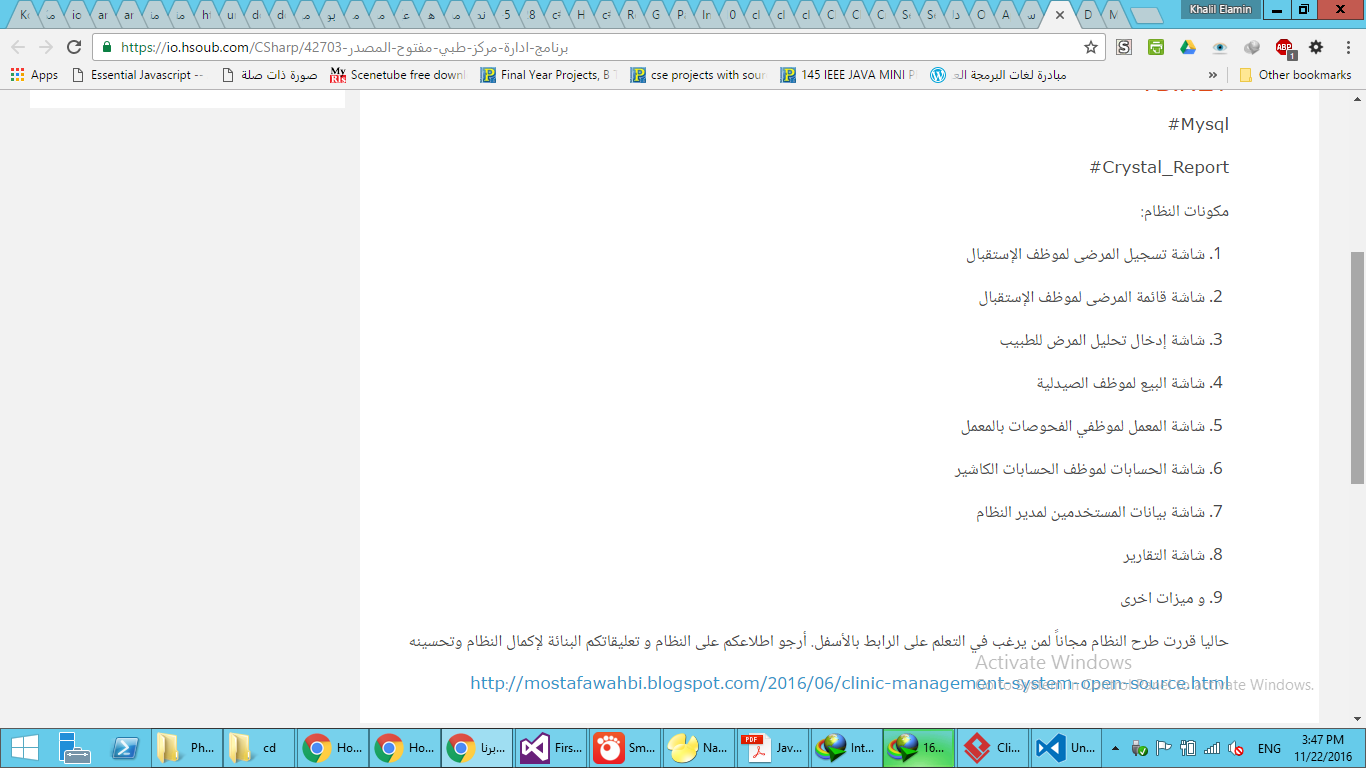 Khalil Elamin
https://io.hsoub.com/CSharp/42703-برنامج-ادارة-مركز-طبي-مفتوح-المصدر
Apps
Essential Javascript --
صورة ذات صلة
Scenetube free downl
Final Year Projects, B
cse projects with sour
145 IEEE JAVA MINI P
مبادرة لغات البرمجة الع
»
Other bookmarks
#Mysql
#Crystal_Report
مكونات النظام:
1. شاشة تسجيل المرضى لموظف الإستقبال
2. شاشة قائمة المرضى لموظف الإستقبال
3. شاشة إدخال تحليل المرض للطبيب
4. شاشة البيع لموظف الصيدلية
5. شاشة المعمل لموظفي الفحوصات بالمعمل
6. شاشة الحسابات لموظف الحسابات الكاشير
7. شاشة بيانات المستخدمين لمدير النظام
8. شاشة التقارير
9. و ميزات اخرى
حاليا قررت طرح النظام مجاناً لمن يرغب في التعلم على الرابط بالأسفل. أرجو اطلاعكم على النظام و تعليقاتكم البنائة لإكمال النظام وتحسينه
Activate Windows
http://mostafawahbi.blogspot.com/2016/06/clinic-management-system-open-source.html
Go to System in Control Panel to activate Windows.
Ph...
cd
Ho...
Ho...
برنا...
Firs...
Sm...
Na...
Jav...
Int...
16...
Cli...
Un...
ENG
3:47 PM
11/22/2016